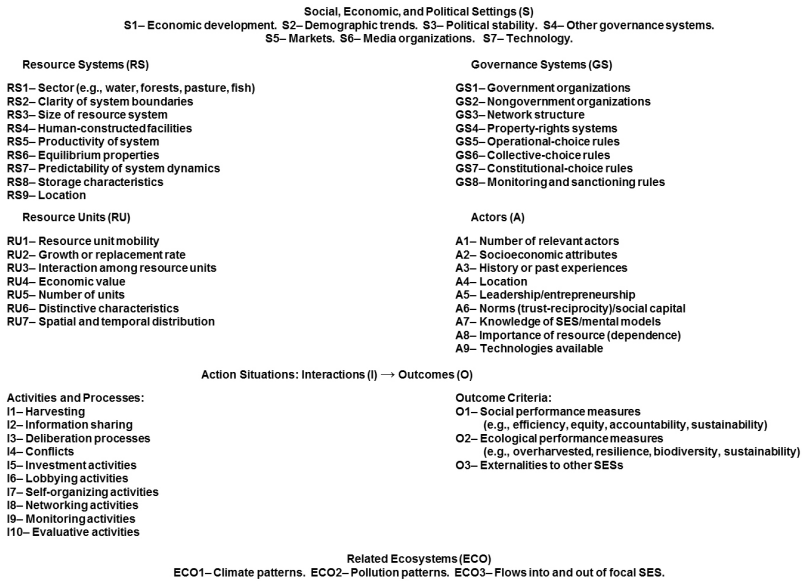 Social, Economic, and Political Settings (S)
S1– Economic development. S2– Demographic trends. S3– Political stability. S4– Other governance systems.
S5– Markets. S6– Media organizations. S7– Technology.
Resource Systems (RS)
RS1– Sector (e.g., water, forests, pasture, fish)
RS2– Clarity of system boundaries
RS3– Size of resource system
RS4– Human-constructed facilities
RS5– Productivity of system
RS6– Equilibrium properties
RS7– Predictability of system dynamics
RS8– Storage characteristics
RS9– Location
Governance Systems (GS)
GS1– Government organizations
GS2– Nongovernment organizations
GS3– Network structure
GS4– Property-rights systems
GS5– Operational-choice rules
GS6– Collective-choice rules
GS7– Constitutional-choice rules
GS8– Monitoring and sanctioning rules
Resource Units (RU)
RU1– Resource unit mobility
RU2– Growth or replacement rate
RU3– Interaction among resource units
RU4– Economic value
RU5– Number of units
RU6– Distinctive characteristics
RU7– Spatial and temporal distribution
Actors (A)
A1– Number of relevant actors
A2– Socioeconomic attributes
A3– History or past experiences
A4– Location
A5– Leadership/entrepreneurship
A6– Norms (trust-reciprocity)/social capital
A7– Knowledge of SES/mental models
A8– Importance of resource (dependence)
A9– Technologies available
Action Situations: Interactions (I) → Outcomes (O)
Activities and Processes:
I1– Harvesting
I2– Information sharing
I3– Deliberation processes
I4– Conflicts
I5– Investment activities
I6– Lobbying activities
I7– Self-organizing activities
I8– Networking activities
I9– Monitoring activities
I10– Evaluative activities
Outcome Criteria:
O1– Social performance measures
(e.g., efficiency, equity, accountability, sustainability)
O2– Ecological performance measures
(e.g., overharvested, resilience, biodiversity, sustainability)
O3– Externalities to other SESs
Related Ecosystems (ECO)
ECO1– Climate patterns. ECO2– Pollution patterns. ECO3– Flows into and out of focal SES.